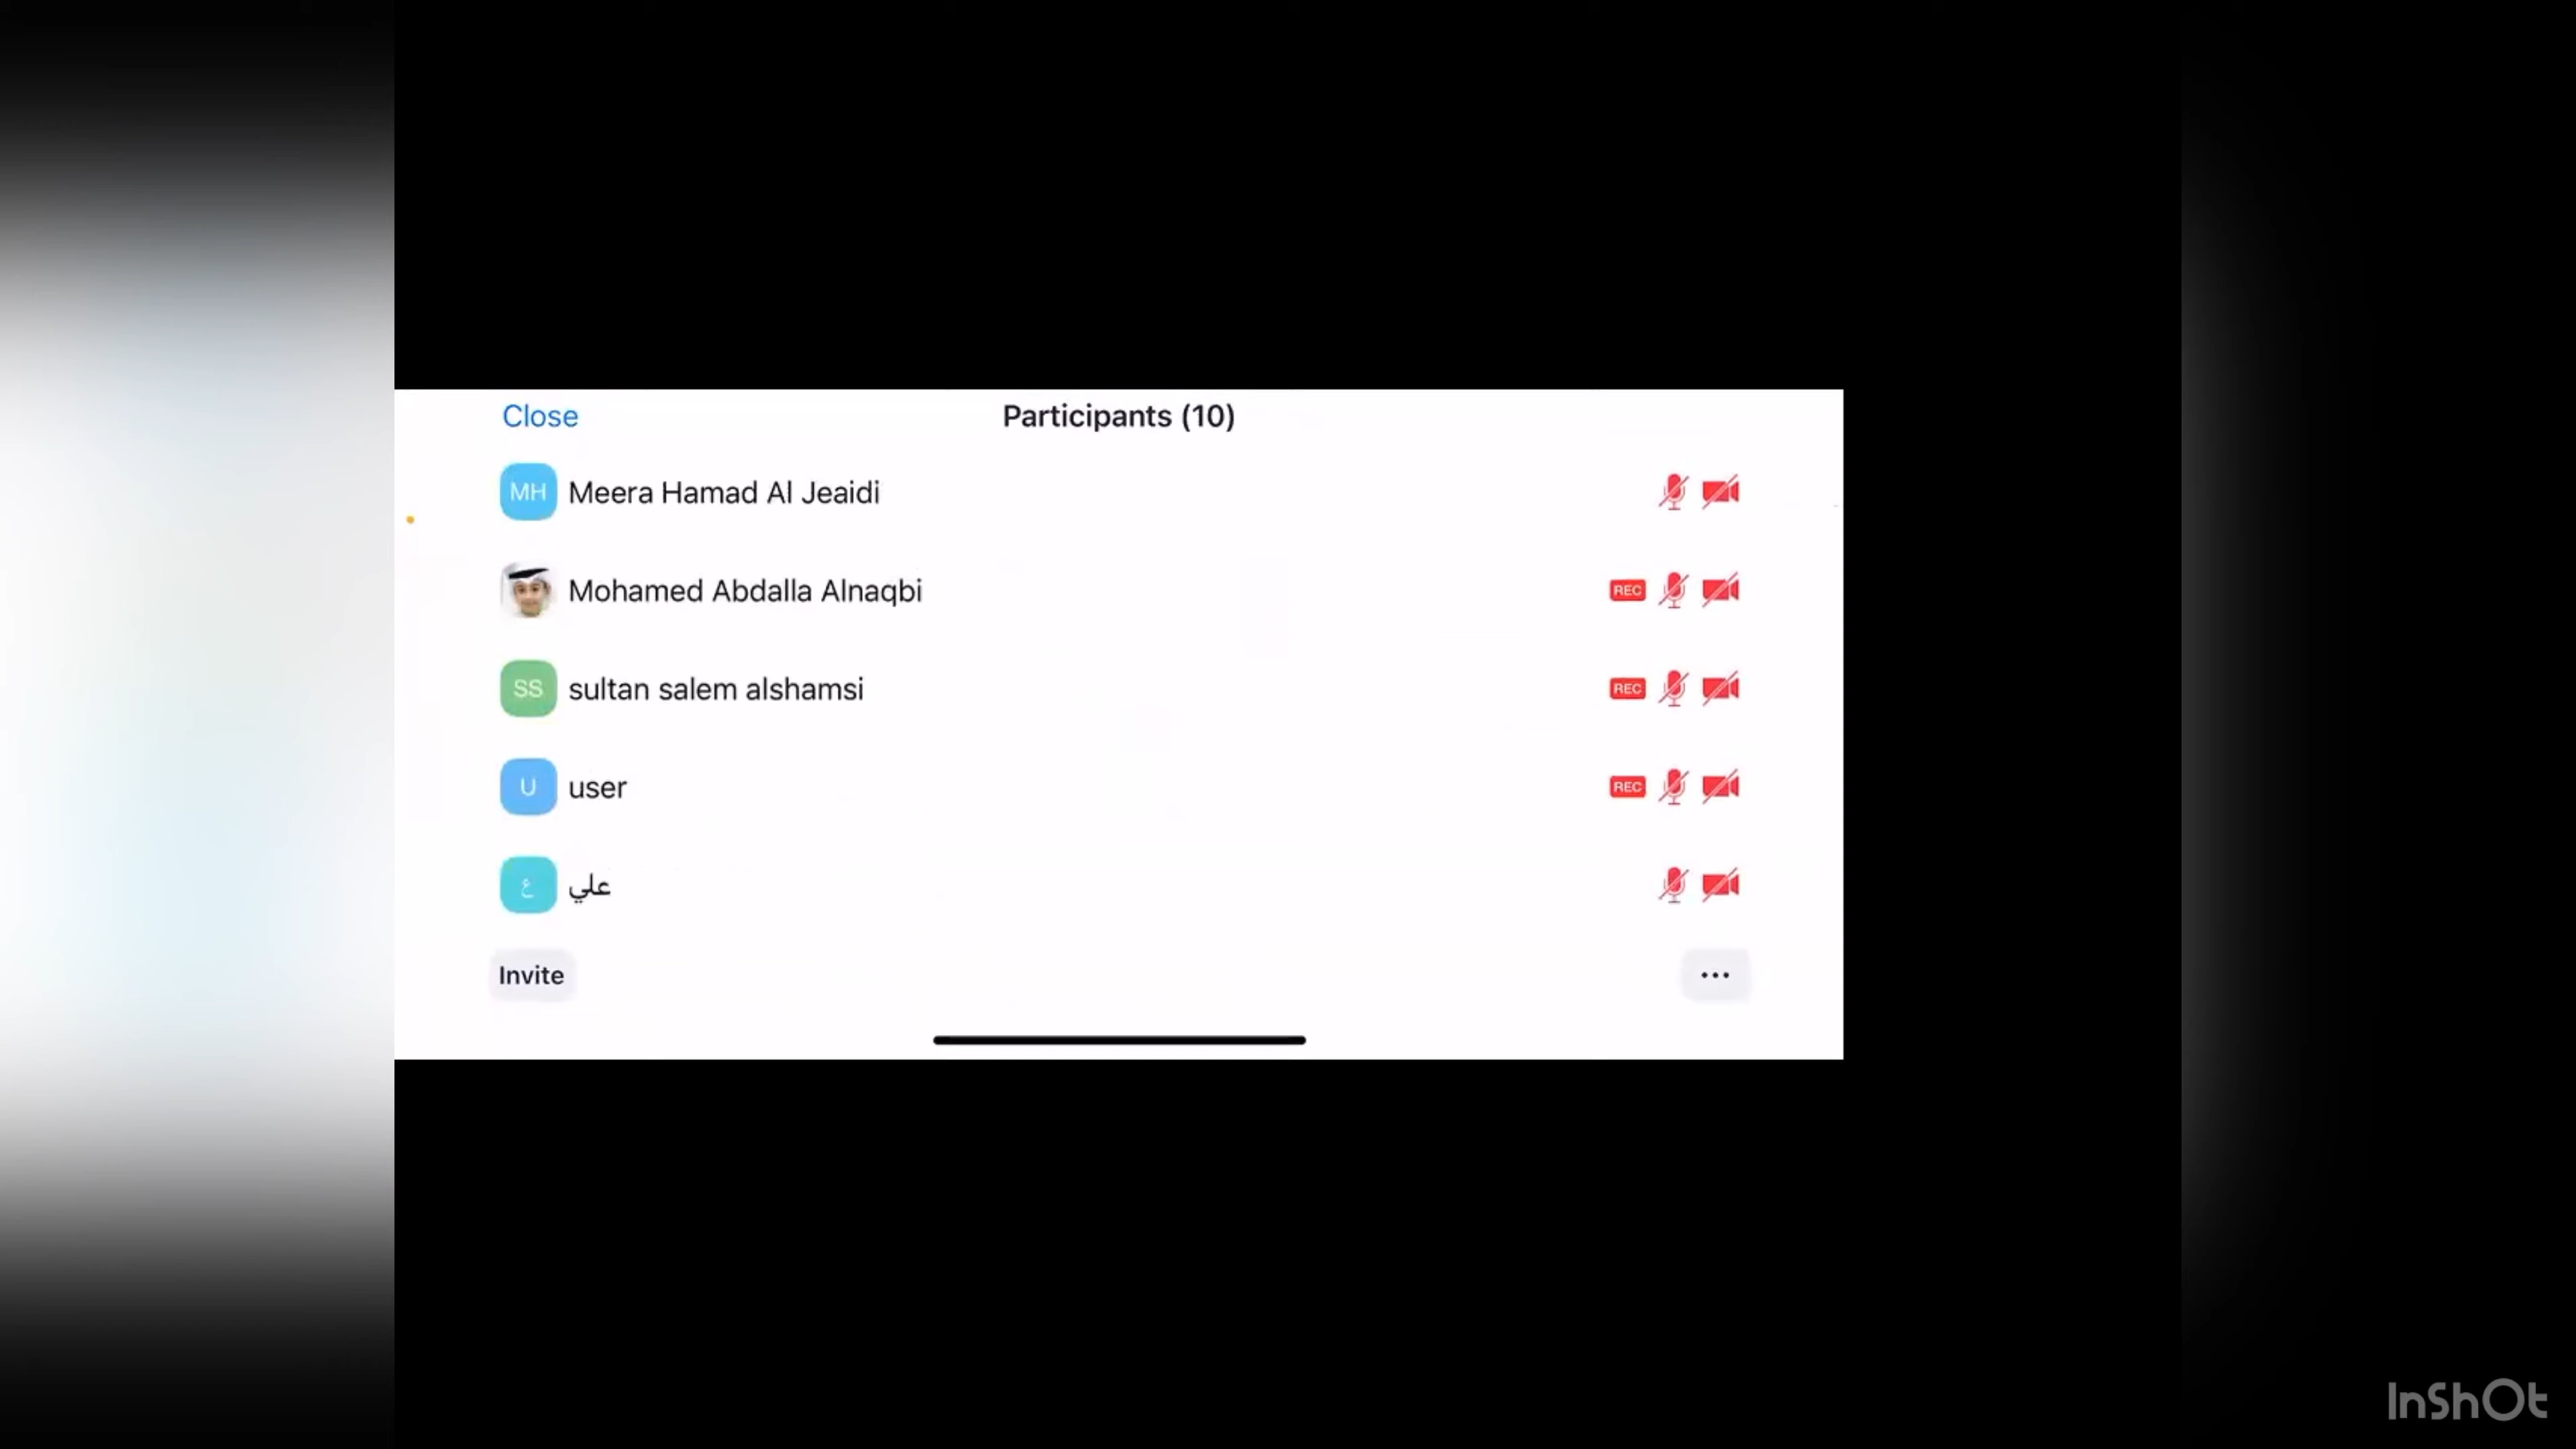 Close
Participants (10)
MH Meera Hamad Al Jeaidi
Mohamed Abdalla Alnaqbi REC
SS sultan salem alshamsi REC
U user REC
ع علي
Invite
InShOt